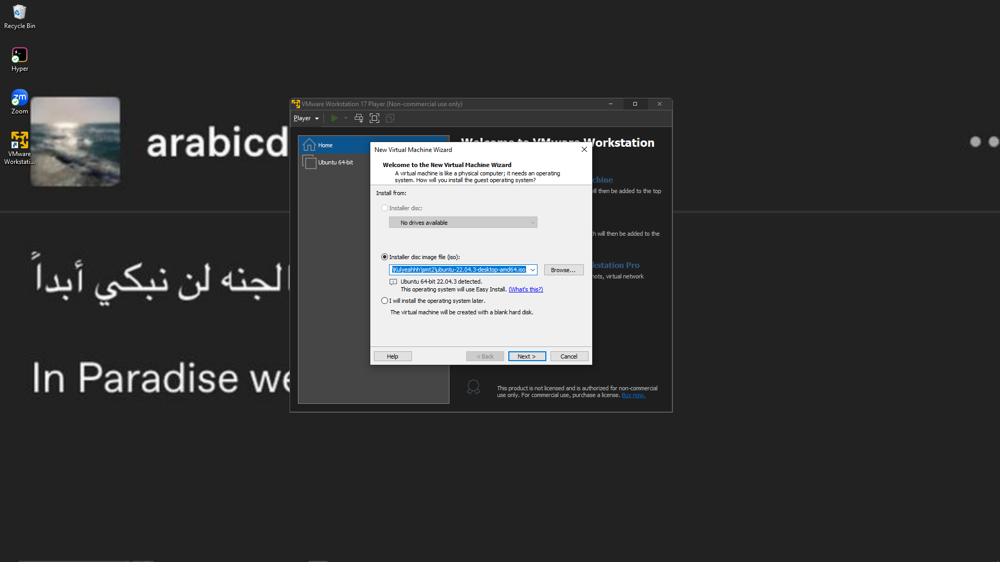 Recycle Bin
Hyper
zm
Zoom
VMware
Workstati...
arabicd
الجنه لن نبكي أبداً
In Paradise we
VMware Workstation 17 Player (Non-commercial use only)
Player
Home
Ubuntu 64-bit
Welcome to VMware Workstation
chine
ill then be added to the top
h will then be added to the
kstation Pro
ots, virtual network
New Virtual Machine Wizard
Welcome to the New Virtual Machine Wizard
A virtual machine is like a physical computer; it needs an operating
system. How will you install the guest operating system?
Install from:
Installer disc:
No drives available
Installer disc image file (iso):
\Kulyeahhh\smt2\ubuntu-22.04.3-desktop-amd64.iso
Browse...
Ubuntu 64-bit 22.04.3 detected.
This operating system will use Easy Install. (What's this?)
I will install the operating system later.
The virtual machine will be created with a blank hard disk.
Help
< Back
Next >
Cancel
This product is not licensed and is authorized for non-commercial
use only. For commercial use, purchase a license. Buy now.